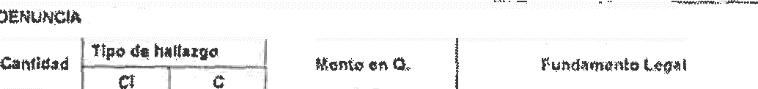 DENUNCIA
Cantidad Tipo de hallazgo Monto en Q. Fundamento Legal
CI C